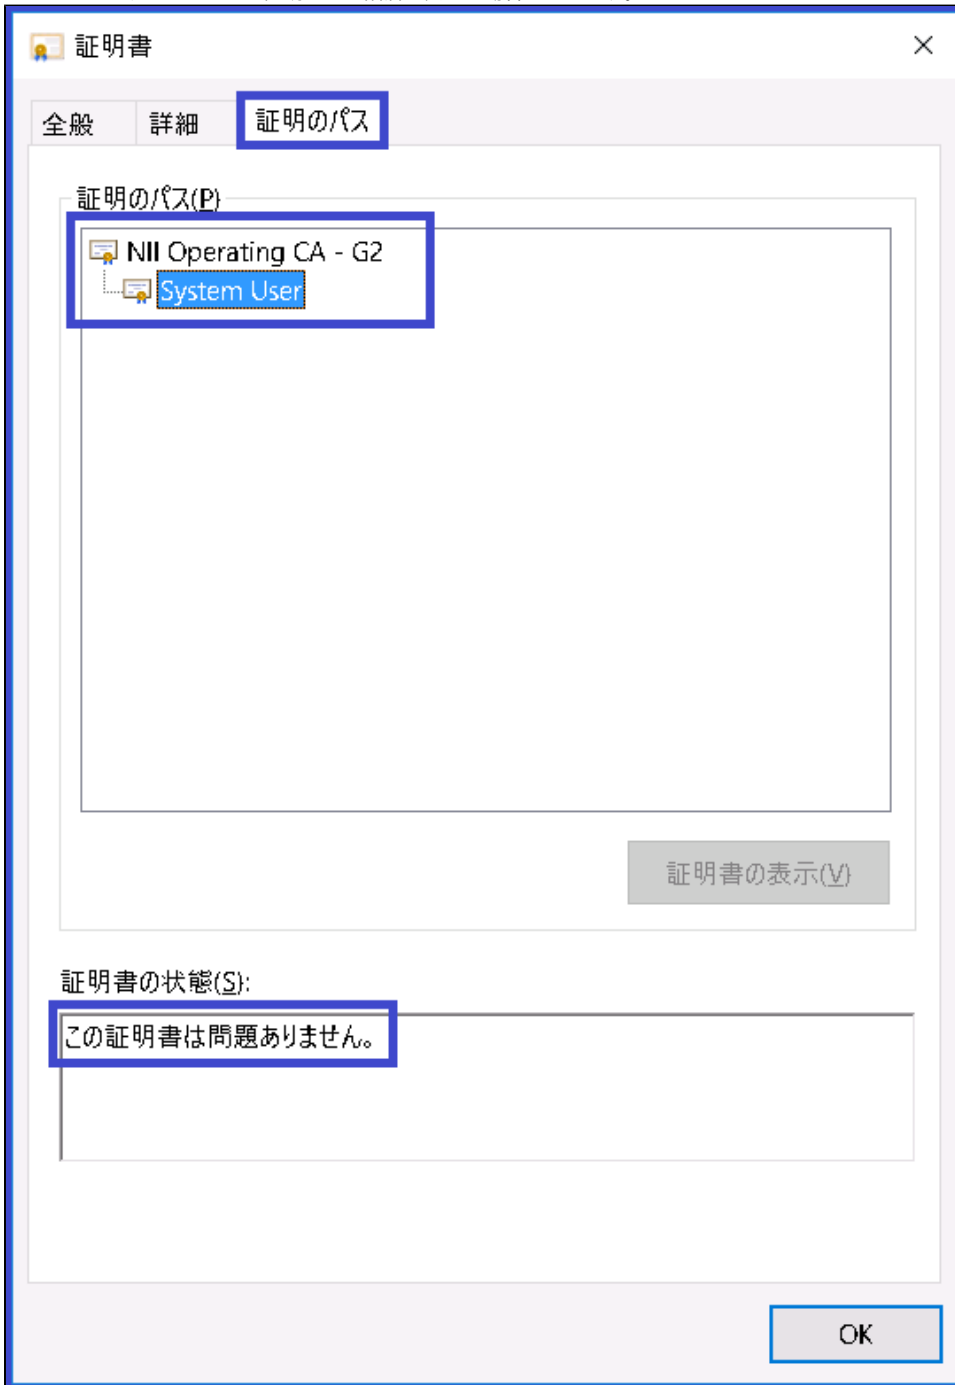 証明書
全般
詳細
証明のパス
証明のパス(P)
NII Operating CA - G2
System User
証明書の表示(V)
証明書の状態(S):
この証明書は問題ありません。
OK